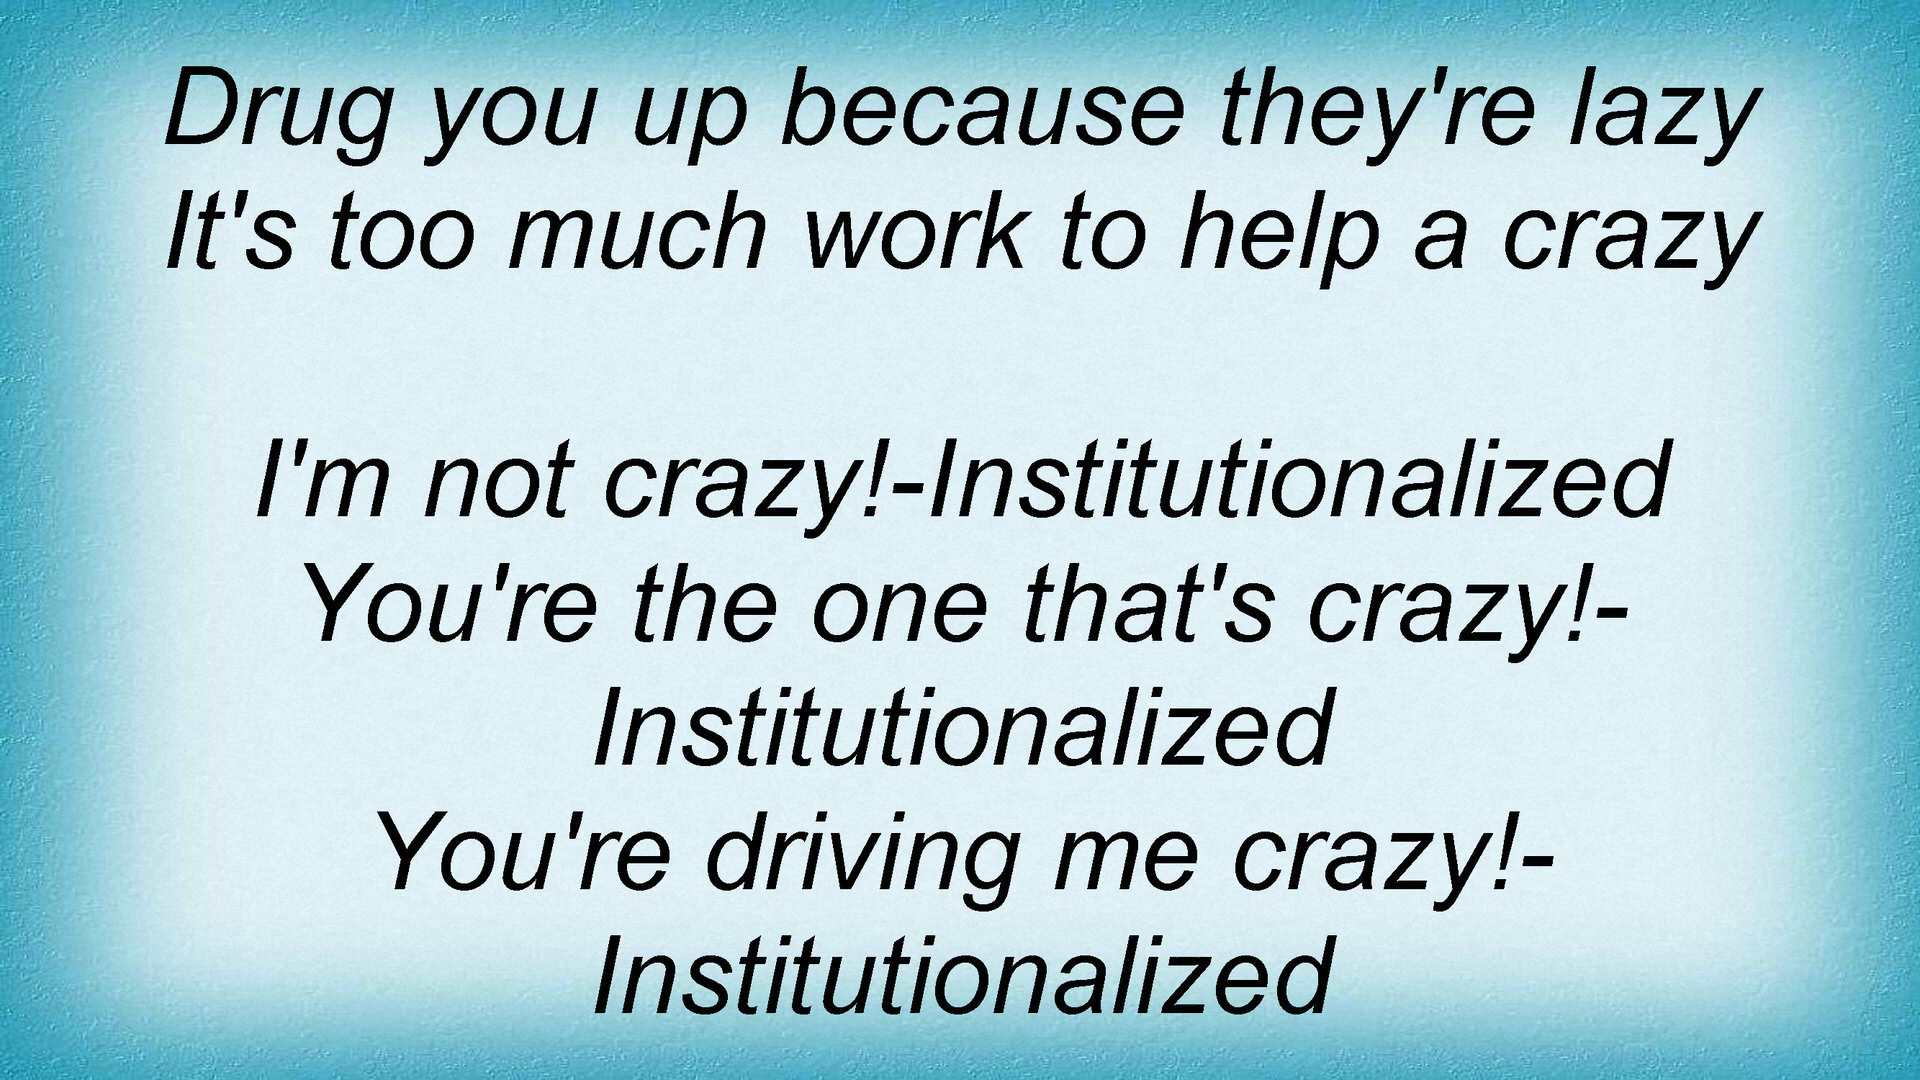 Drug you up because they're lazy
It's too much work to help a crazy
I'm not crazy!-Institutionalized
You're the one that's crazy!-
Institutionalized
You're driving me crazy!-
Institutionalized